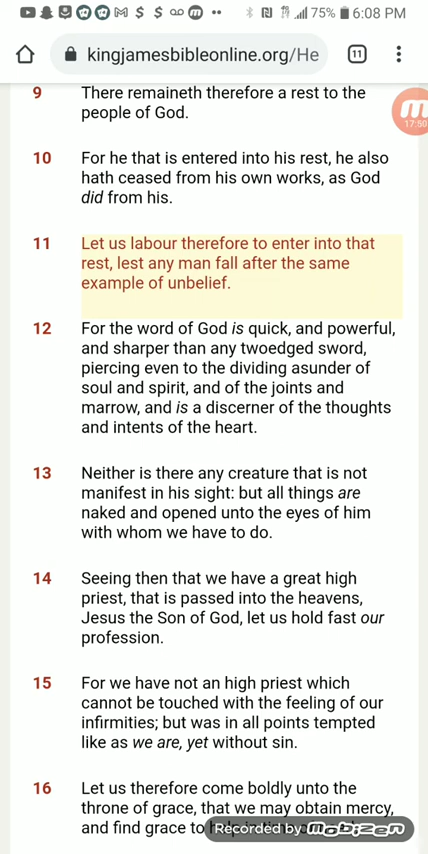 75% 6:08 PM
kingjamesbibleonline.org/He
11
9 There remaineth therefore a rest to the
people of God.
17:50
10 For he that is entered into his rest, he also
hath ceased from his own works, as God
did from his.
11 Let us labour therefore to enter into that
rest, lest any man fall after the same
example of unbelief.
12 For the word of God is quick, and powerful,
and sharper than any twoedged sword,
piercing even to the dividing asunder of
soul and spirit, and of the joints and
marrow, and is a discerner of the thoughts
and intents of the heart.
13 Neither is there any creature that is not
manifest in his sight: but all things are
naked and opened unto the eyes of him
with whom we have to do.
14 Seeing then that we have a great high
priest, that is passed into the heavens,
Jesus the Son of God, let us hold fast our
profession.
15 For we have not an high priest which
cannot be touched with the feeling of our
infirmities; but was in all points tempted
like as we are, yet without sin.
16 Let us therefore come boldly unto the
throne of grace, that we may obtain mercy,
and find grace to
Recorded by mobizen